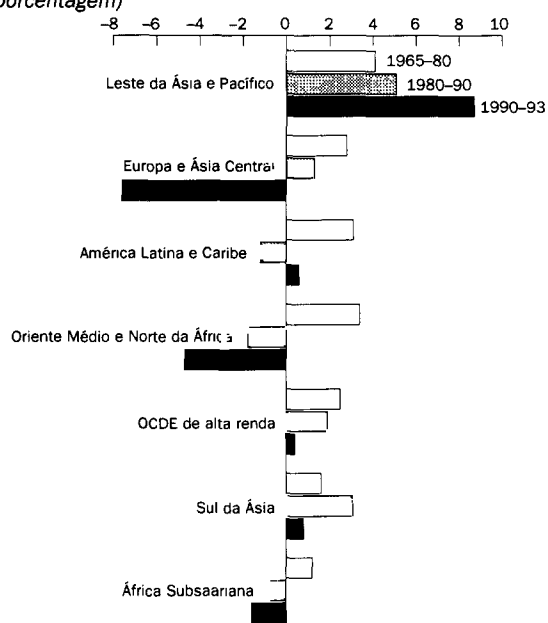 porcentagem)
–8 –6 –4 –2 0 2 4 6 8 10
1965–80
Leste da Ásia e Pacífico 1980–90
1990–93
Europa e Ásia Central
América Latina e Caribe
Oriente Médio e Norte da África
OCDE de alta renda
Sul da Ásia
África Subsaariana